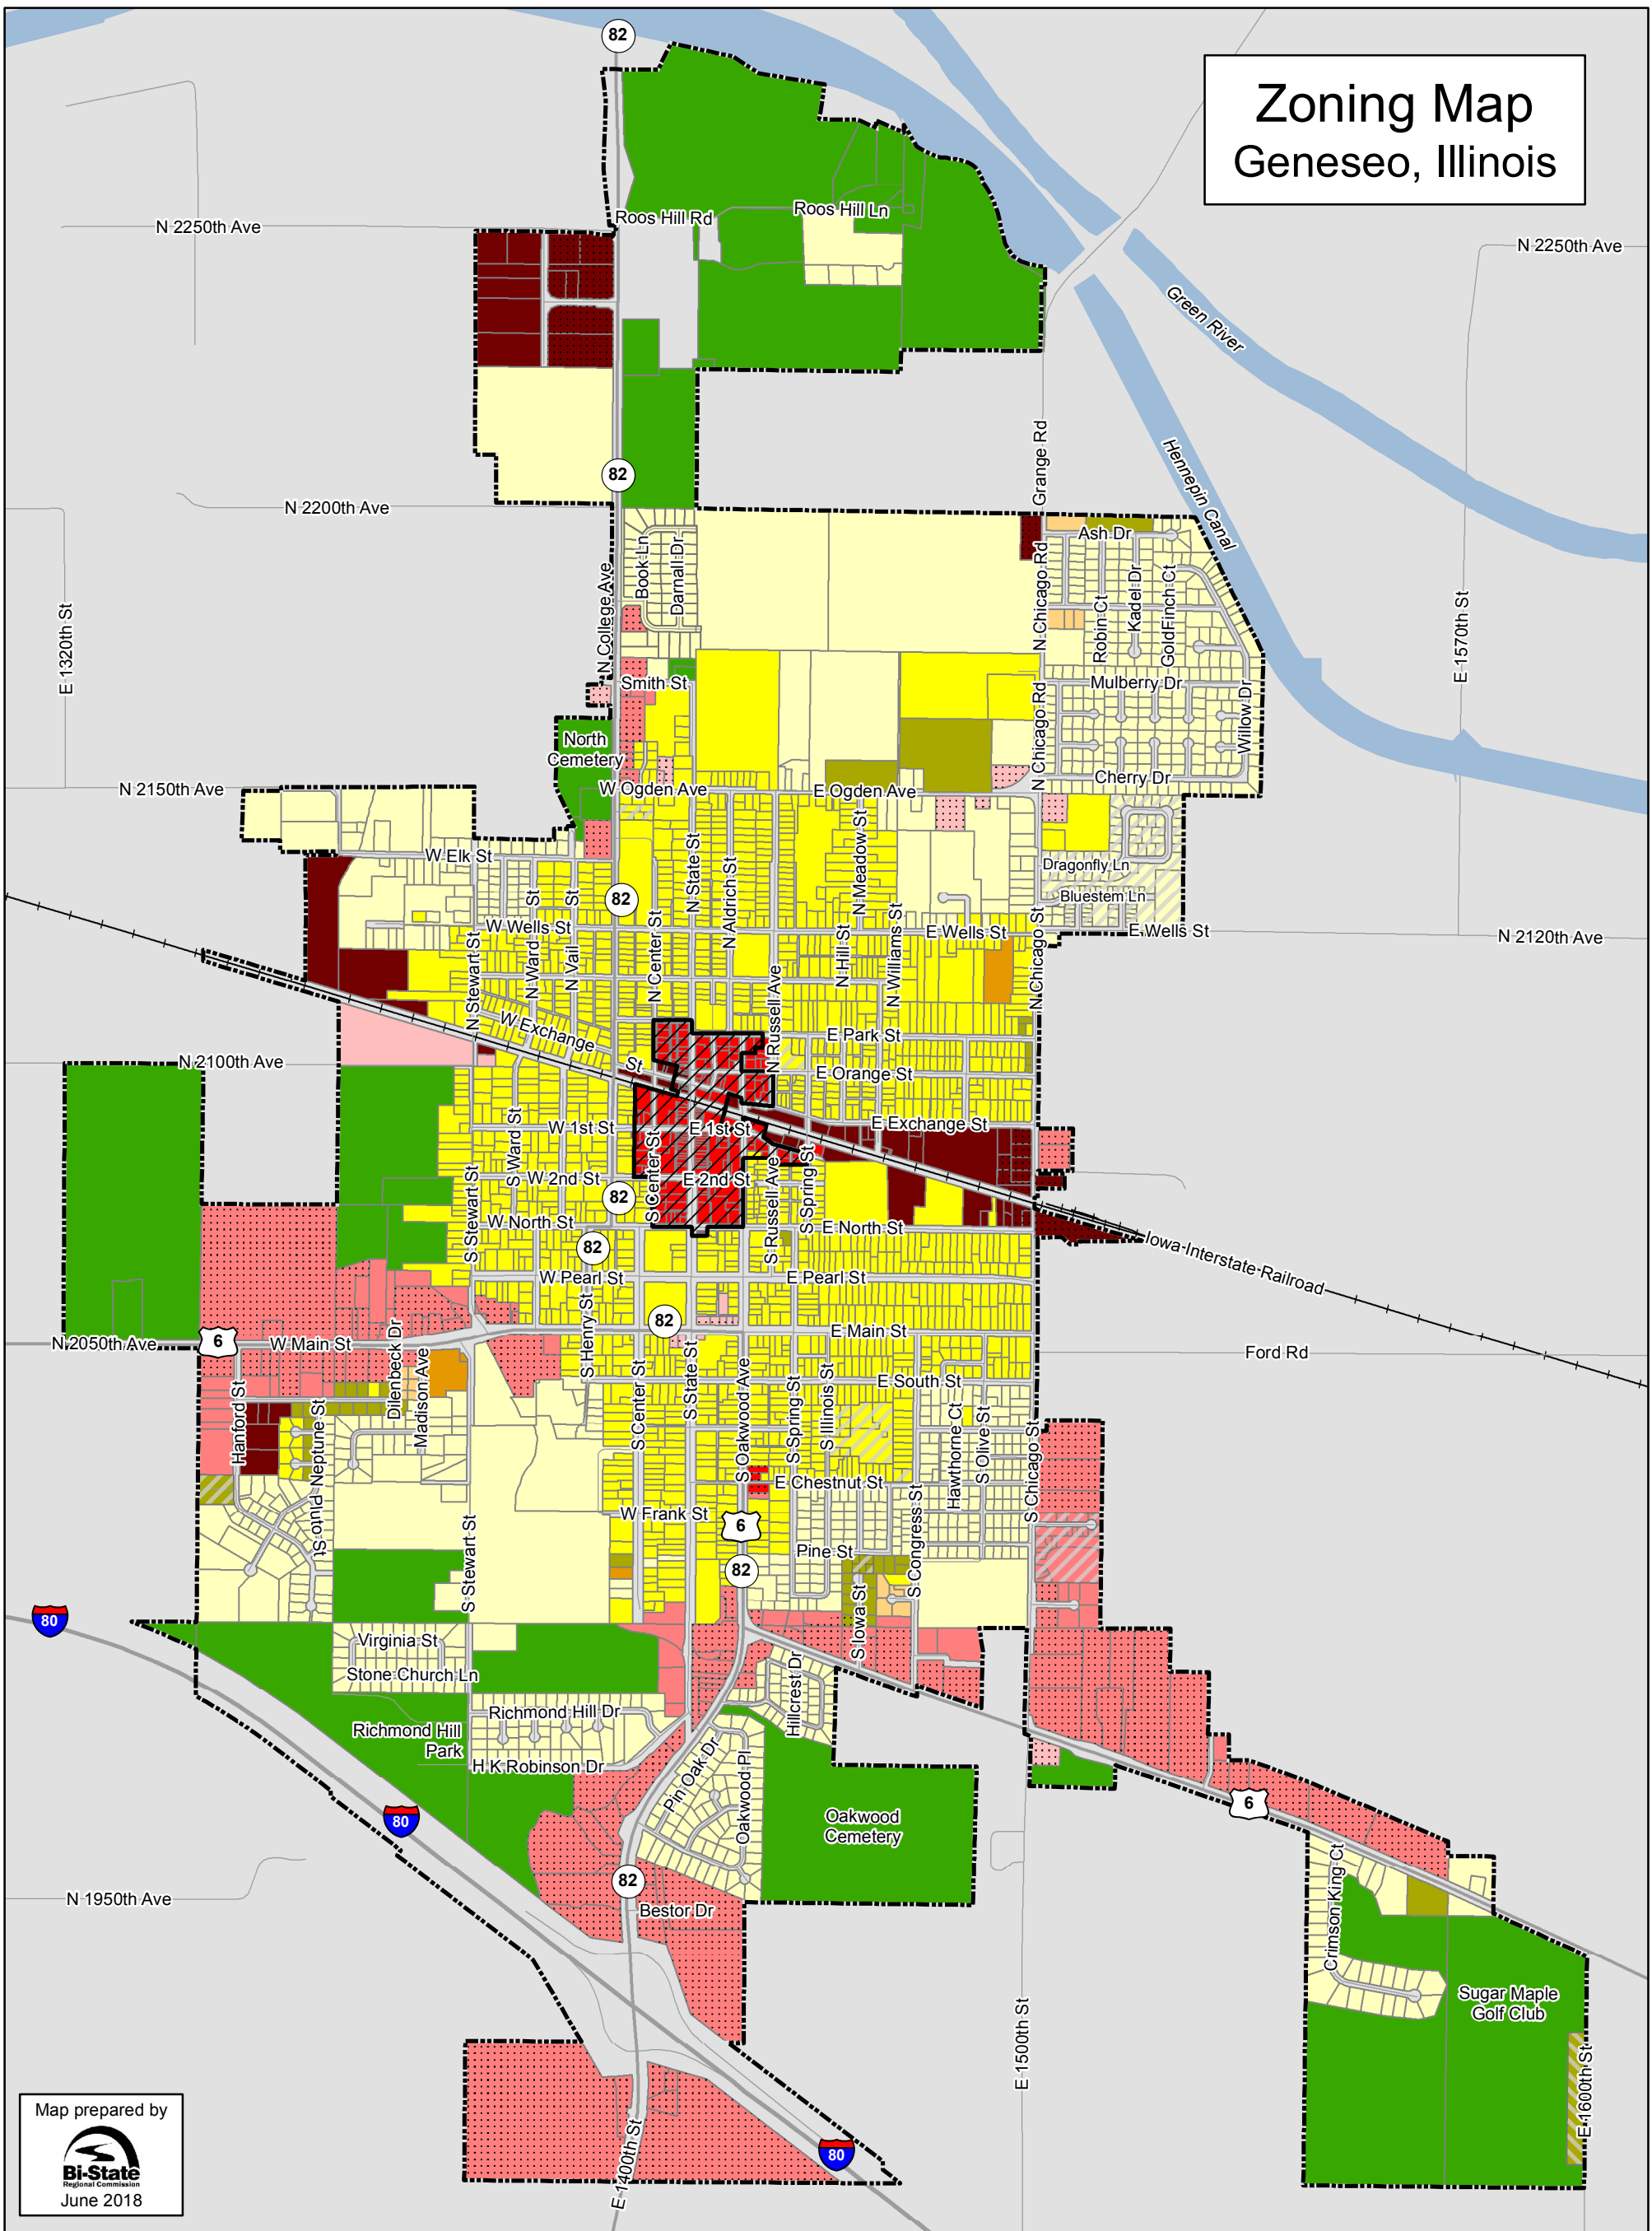 Zoning Map
Geneseo, Illinois
82
N 2250th Ave
Roos Hill Rd
Roos Hill Ln
N 2250th Ave
Green River
Hennepin Canal
Grange Rd
82
N 2200th Ave
Ash Dr
Book Ln
Darnall Dr
N College Ave
N Chicago Rd
Robin Ct
Kadel Dr
GoldFinch Ct
E 1320th St
E 1570th St
Smith St
Mulberry Dr
N Chicago Rd
Willow Dr
North
Cemetery
Cherry Dr
N 2150th Ave
W Ogden Ave
E Ogden Ave
W Elk St
N State St
N Aldrich St
N Meadow St
Dragonfly Ln
Bluestem Ln
82
N Ward St
N Vail St
W Wells St
E Wells St
E Wells St
N 2120th Ave
N Stewart St
N Center St
N Russell Ave
N Hill St
N Williams St
N Chicago St
W Exchange St
E Park St
N 2100th Ave
E Orange St
E Exchange St
W 1st St
E 1st St
S Ward St
S Center St
W 2nd St
E 2nd St
82
S Stewart St
S Russell Ave
S Spring St
W North St
E North St
82
Iowa Interstate Railroad
W Pearl St
E Pearl St
82
S Henry St
6
N 2050th Ave
W Main St
E Main St
Ford Rd
Dilenbeck Dr
Madison Ave
S State St
S Center St
S Oakwood Ave
S Spring St
S Illinois St
E South St
Hanford St
Neptune St
Pluto St
Hawthorne Ct
S Olive St
S Chicago St
E Chestnut St
W Frank St
6
S Stewart St
Pine St
82
S Congress St
S Iowa St
80
Virginia St
Stone Church Ln
Hillcrest Dr
Richmond Hill Dr
Richmond Hill
Park
H K Robinson Dr
Pin Oak Dr
Oakwood Pl
Oakwood
Cemetery
80
6
82
N 1950th Ave
Bestor Dr
Crimson King Ct
Sugar Maple
Golf Club
E 1500th St
E 1600th St
80
E 1400th St
Map prepared by
Bi-State
Regional Commission
June 2018